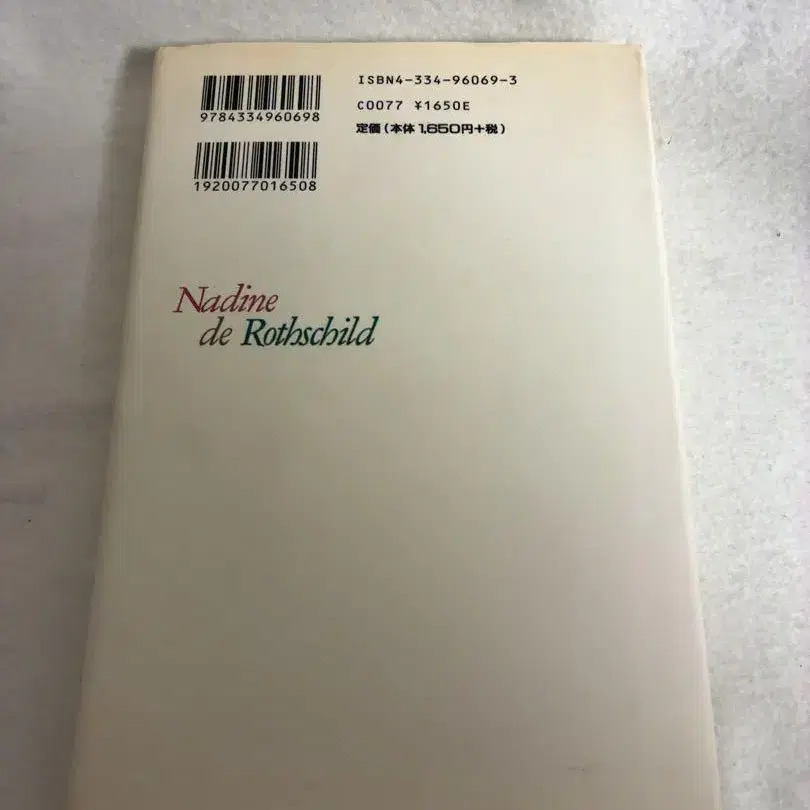 ISBN4-334-96069-3
9784334960698
C0077 ¥1650E
定価(本体1,650円+税)
1920077016508
Nadine
de Rothschild